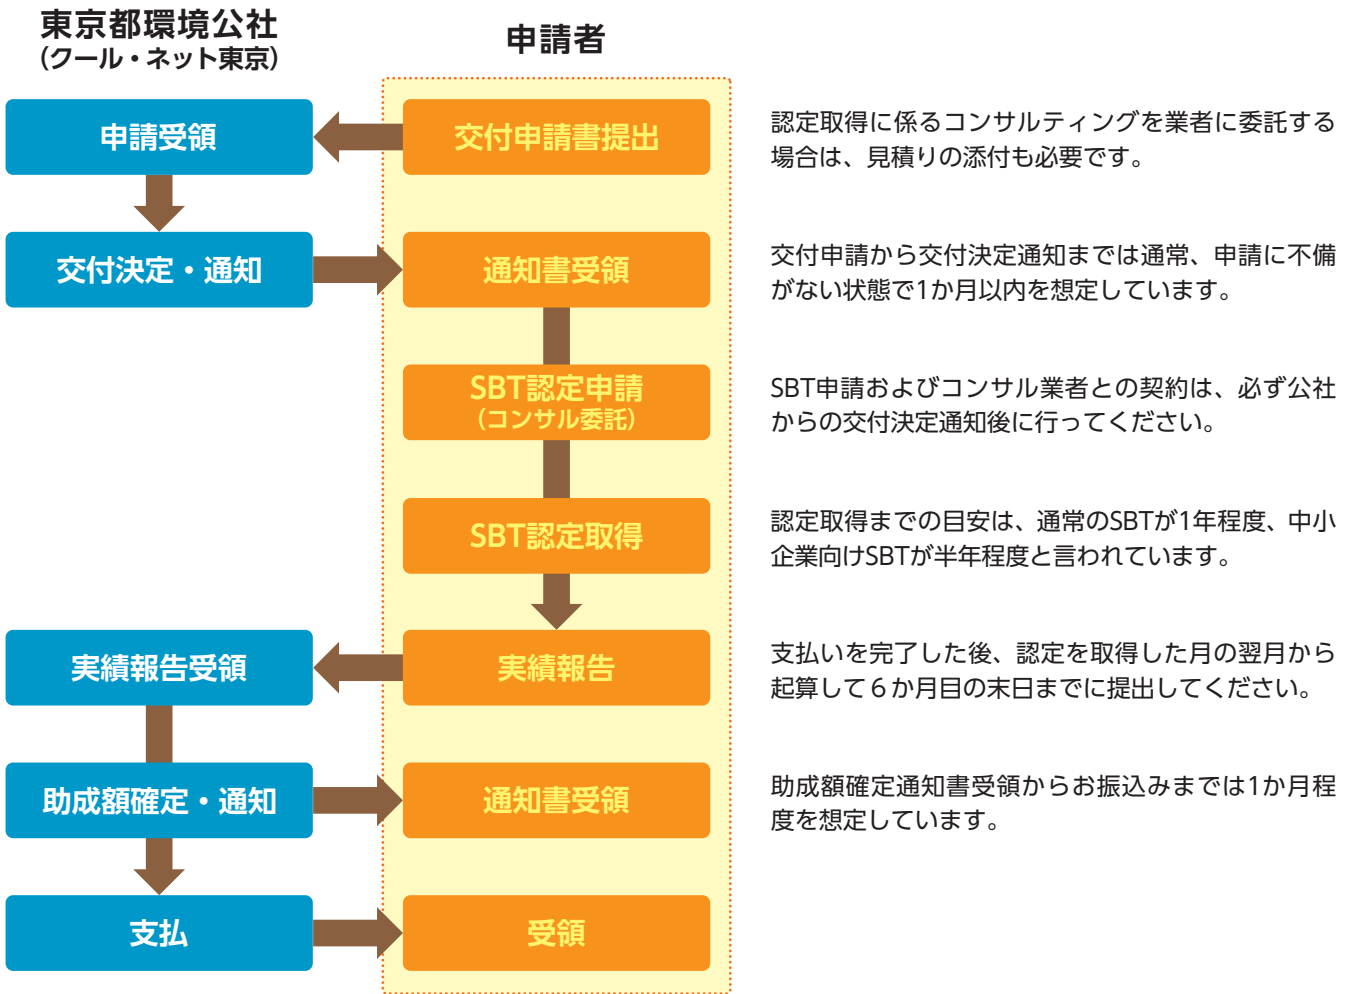 東京都環境公社
（クール・ネット東京）
申請者
申請受領
交付申請書提出
認定取得に係るコンサルティングを業者に委託する
場合は、見積りの添付も必要です。
交付決定・通知
通知書受領
交付申請から交付決定通知までは通常、申請に不備
がない状態で1か月以内を想定しています。
SBT認定申請
（コンサル委託）
SBT申請およびコンサル業者との契約は、必ず公社
からの交付決定通知後に行ってください。
SBT認定取得
認定取得までの目安は、通常のSBTが1年程度、中小
企業向けSBTが半年程度と言われています。
実績報告受領
実績報告
支払いを完了した後、認定を取得した月の翌月から
起算して６か月目の末日までに提出してください。
助成額確定・通知
通知書受領
助成額確定通知書受領からお振込みまでは1か月程
度を想定しています。
支払
受領